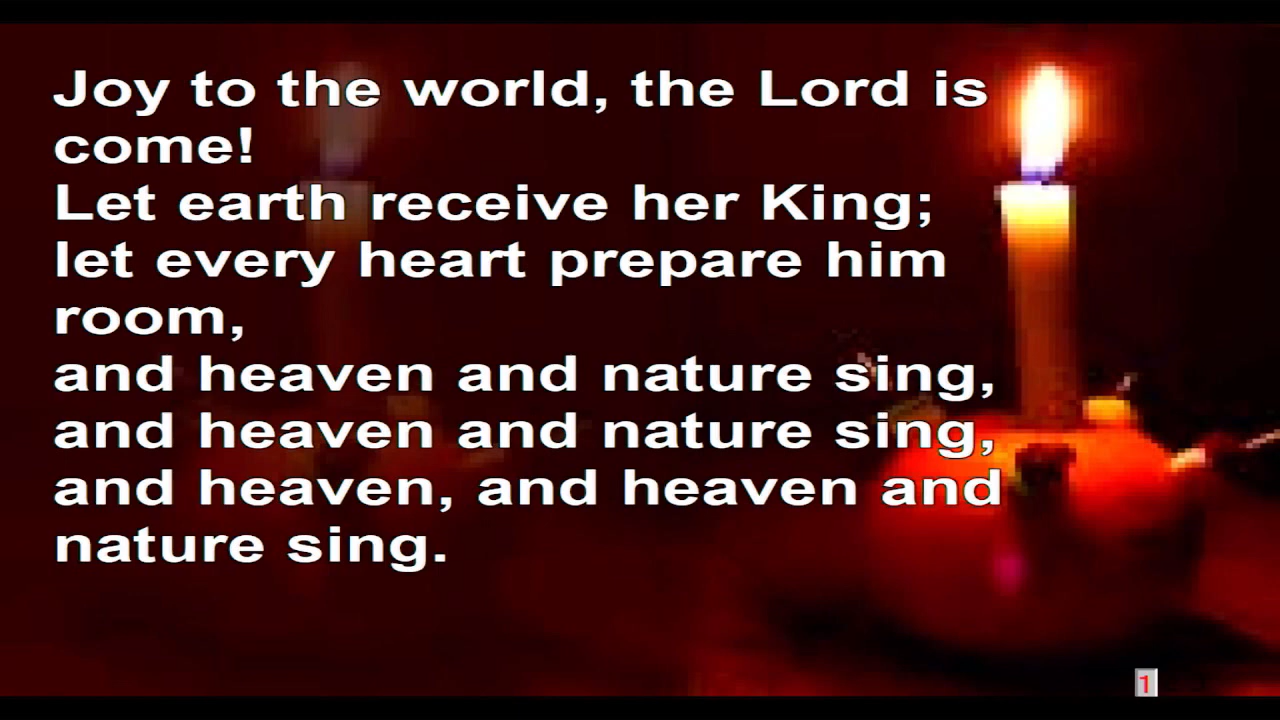 Joy to the world, the Lord is
come!
Let earth receive her King;
let every heart prepare him
room,
and heaven and nature sing,
and heaven and nature sing,
and heaven, and heaven and
nature sing.
1